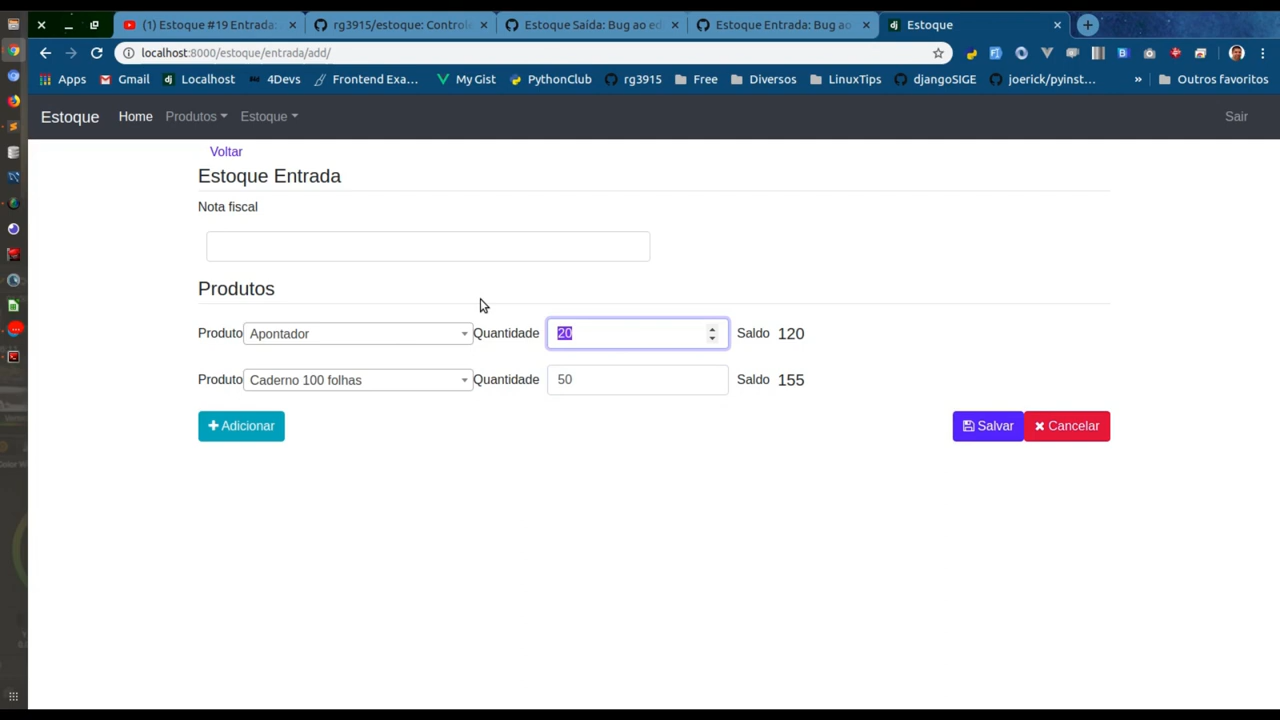 (1) Estoque #19 Entrada:
rg3915/estoque: Controle
Estoque Saída: Bug ao ed
Estoque Entrada: Bug ao
Estoque
localhost:8000/estoque/entrada/add/
Apps Gmail Localhost 4Devs Frontend Exa... My Gist PythonClub rg3915 Free Diversos LinuxTips djangoSIGE joerick/pyinst... » Outros favoritos
Estoque Home Produtos Estoque Sair
Voltar
Estoque Entrada
Nota fiscal
Produtos
Produto Apontador Quantidade 20 Saldo 120
Produto Caderno 100 folhas Quantidade 50 Saldo 155
Adicionar Salvar Cancelar